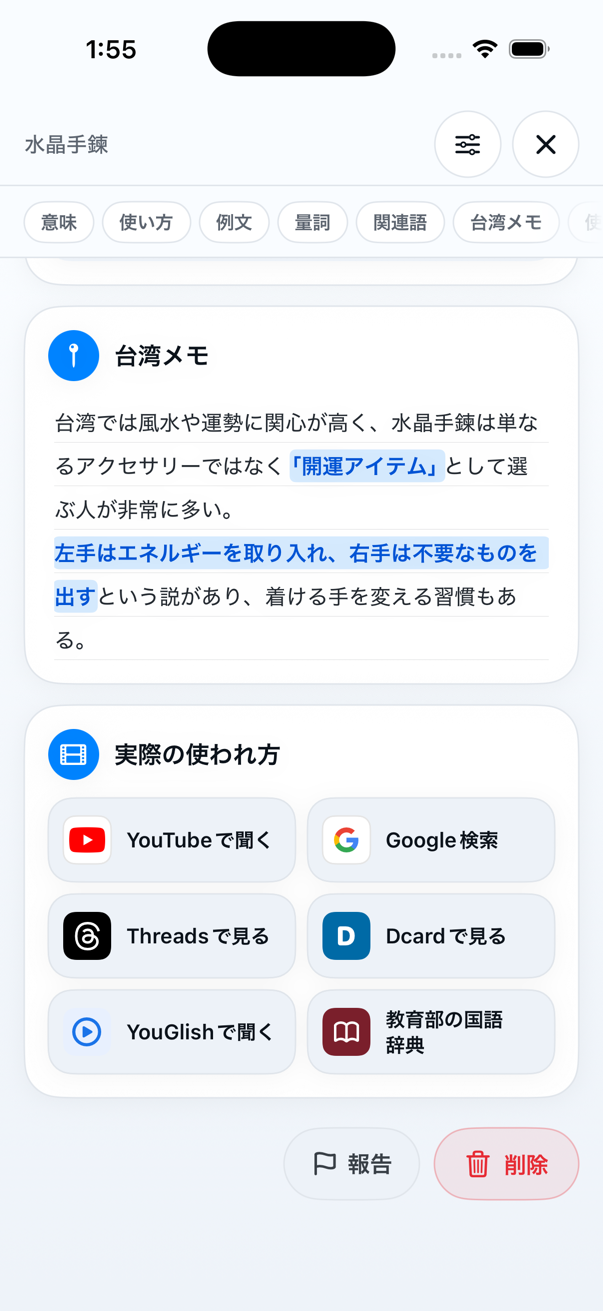 1:55
水晶手鍊
意味
使い方
例文
量詞
関連語
台湾メモ
使
台湾メモ
台湾では風水や運勢に関心が高く、水晶手鍊は単な
るアクセサリーではなく「開運アイテム」として選
ぶ人が非常に多い。
左手はエネルギーを取り入れ、右手は不要なものを
出すという説があり、着ける手を変える習慣もあ
る。
実際の使われ方
YouTubeで聞く
Google検索
Threadsで見る
D
Dcardで見る
YouGlishで聞く
教育部の国語
辞典
報告
削除